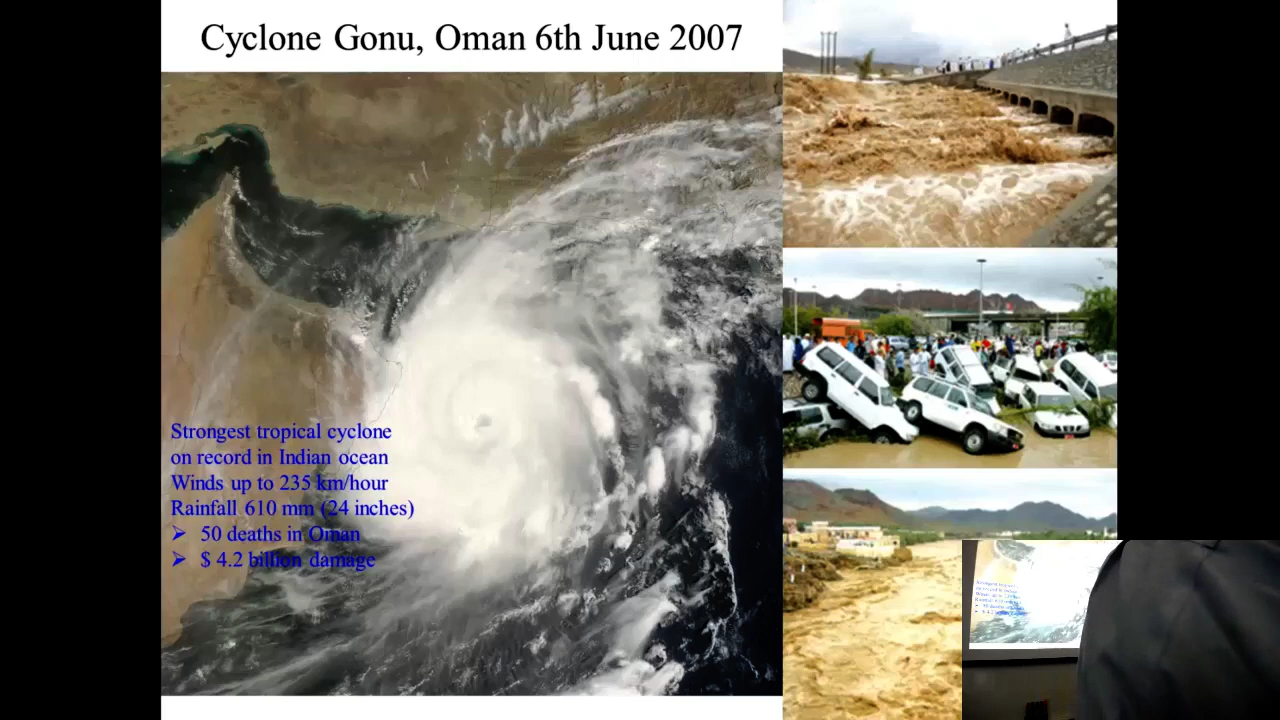 Cyclone Gonu, Oman 6th June 2007
Strongest tropical cyclone
on record in Indian ocean
Winds up to 235 km/hour
Rainfall 610 mm (24 inches)
➢ 50 deaths in Oman
➢ $ 4.2 billion damage